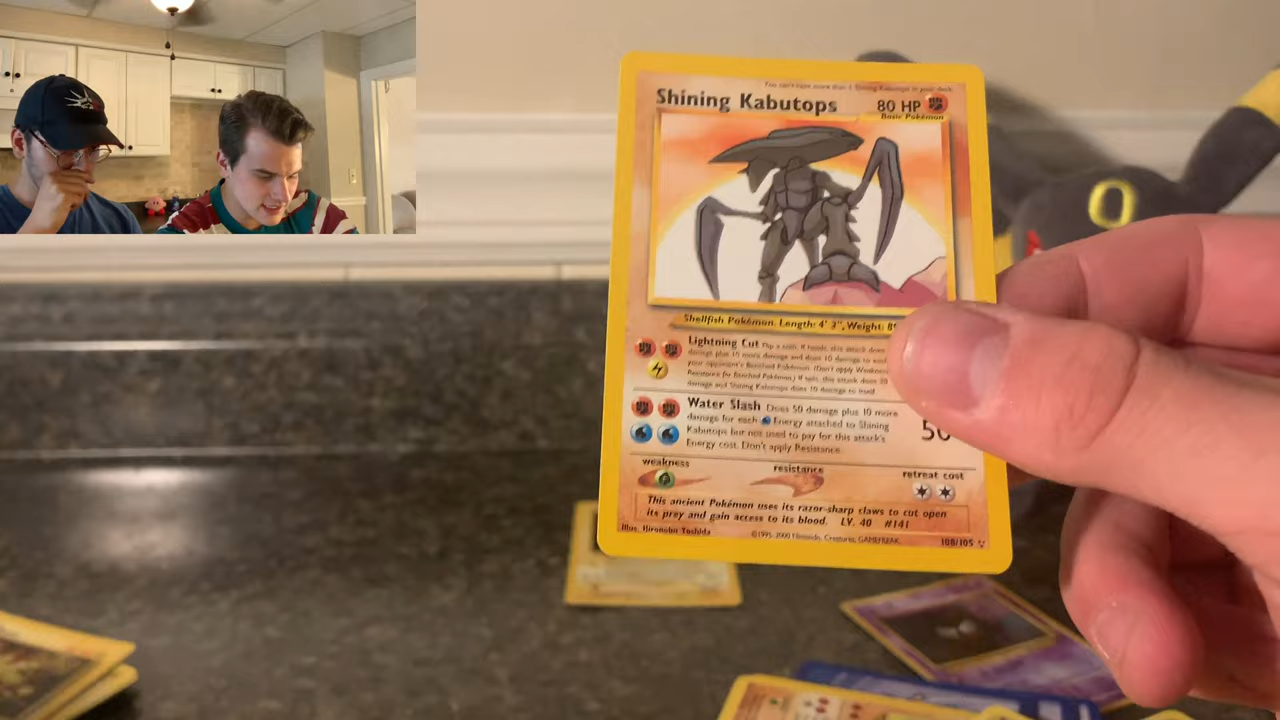 You can't have more than 1 Shining Kabutops in your deck.
Shining Kabutops 80 HP
Basic Pokémon
Shellfish Pokémon. Length: 4' 3", Weight:
Lightning Cut Flip a coin. If heads, this attack does
damage plus 10 more damage and does 10 damage to each
your opponent's Benched Pokémon. (Don't apply Weakness
Resistance for Benched Pokémon.) If tails, this attack does
damage and Shining Kabutops does 10 damage to itself.
Water Slash Does 50 damage plus 10 more
damage for each Energy attached to Shining
Kabutops but not used to pay for this attack's
Energy cost. Don't apply Resistance.
50
weakness resistance retreat cost
This ancient Pokémon uses its razor-sharp claws to cut open
its prey and gain access to its blood. LV. 40 #141
Illus. Hironobu Yoshida ©1995, 2000 Nintendo, Creatures, GAMEFREAK. 108/105